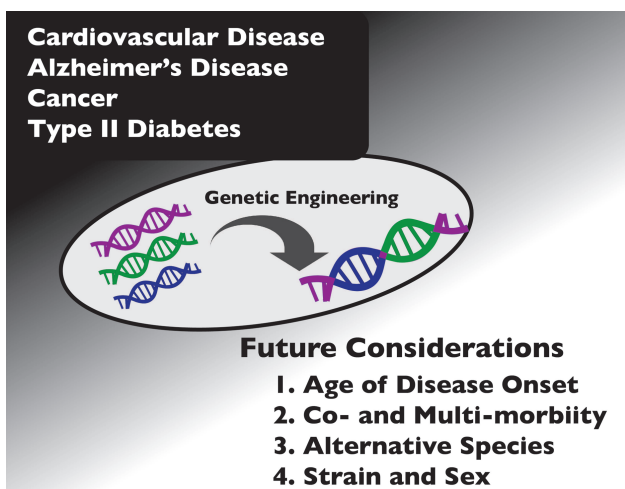 Cardiovascular Disease
Alzheimer's Disease
Cancer
Type II Diabetes
Genetic Engineering
Future Considerations
1. Age of Disease Onset
2. Co- and Multi-morbiity
3. Alternative Species
4. Strain and Sex